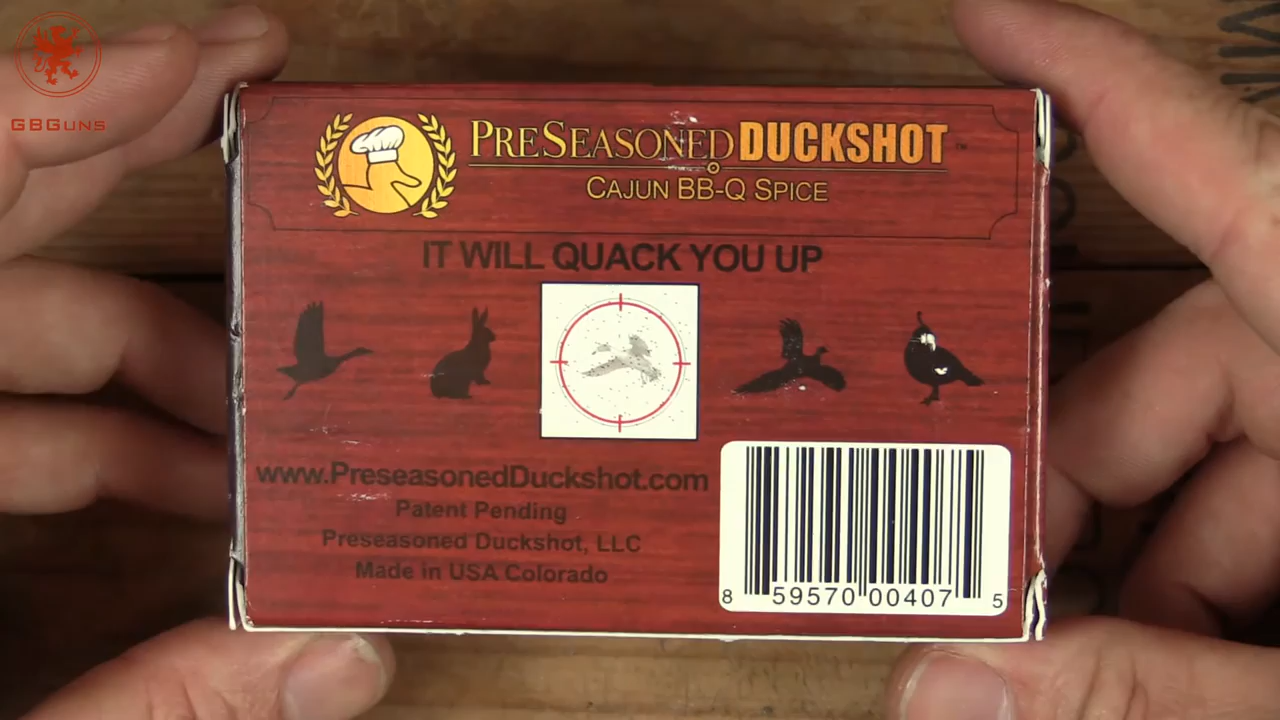 GBGUNS
PRESEASONED DUCKSHOT ™
CAJUN BB-Q SPICE
IT WILL QUACK YOU UP
www.PreseasonedDuckshot.com
Patent Pending
Preseasoned Duckshot, LLC
Made in USA Colorado
8 59570 00407 5